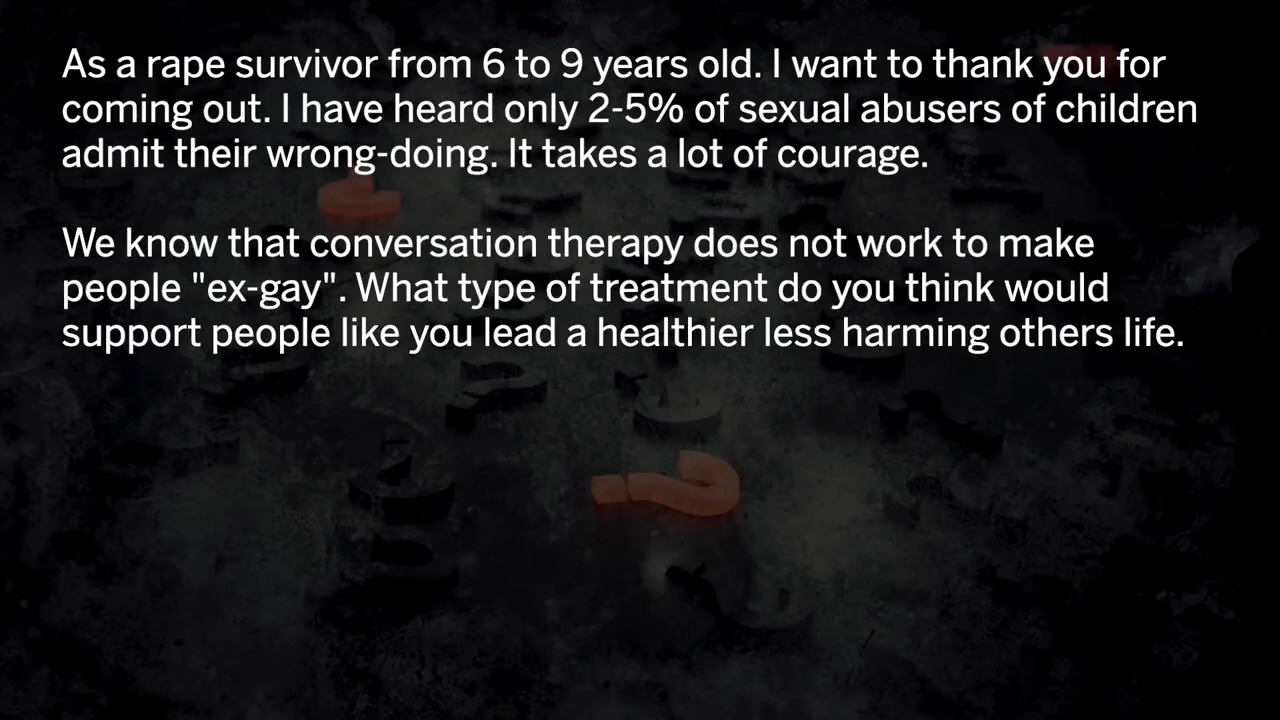 As a rape survivor from 6 to 9 years old. I want to thank you for
coming out. I have heard only 2-5% of sexual abusers of children
admit their wrong-doing. It takes a lot of courage.
We know that conversation therapy does not work to make
people "ex-gay". What type of treatment do you think would
support people like you lead a healthier less harming others life.